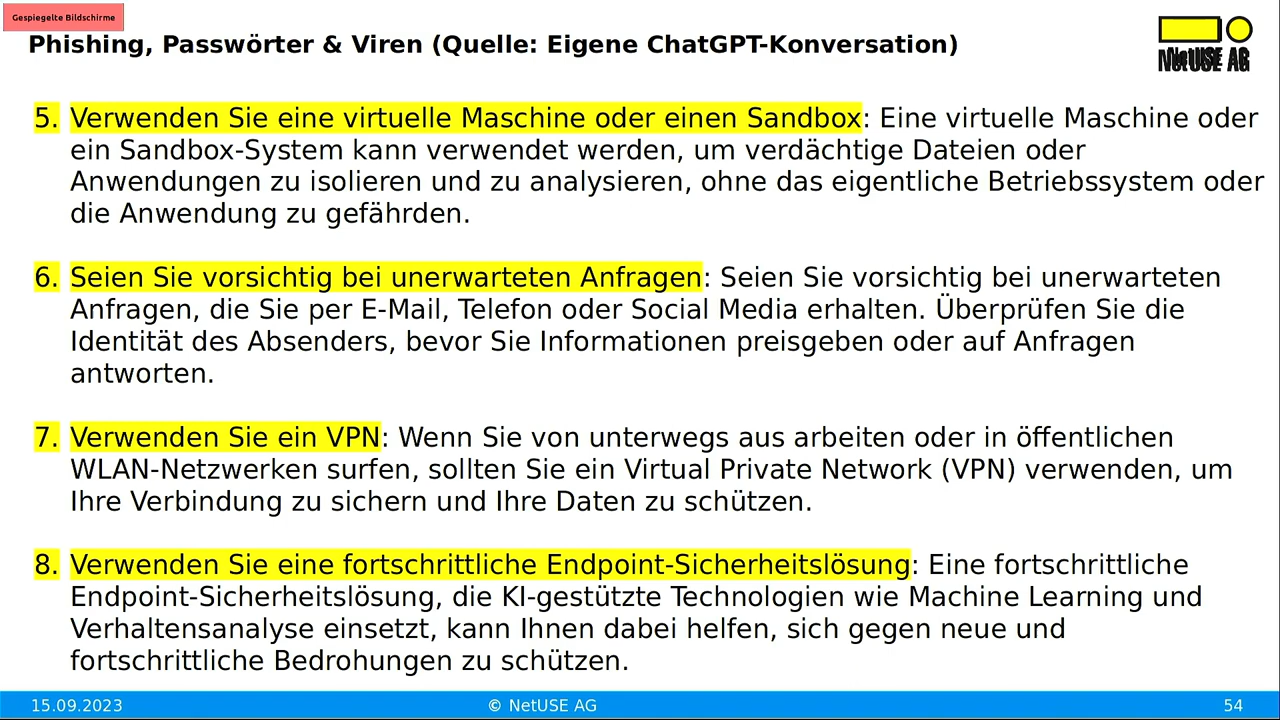 Gespiegelte Bildschirme
Phishing, Passwörter & Viren (Quelle: Eigene ChatGPT-Konversation)
NetUSE AG
5. Verwenden Sie eine virtuelle Maschine oder einen Sandbox: Eine virtuelle Maschine oder
ein Sandbox-System kann verwendet werden, um verdächtige Dateien oder
Anwendungen zu isolieren und zu analysieren, ohne das eigentliche Betriebssystem oder
die Anwendung zu gefährden.
6. Seien Sie vorsichtig bei unerwarteten Anfragen: Seien Sie vorsichtig bei unerwarteten
Anfragen, die Sie per E-Mail, Telefon oder Social Media erhalten. Überprüfen Sie die
Identität des Absenders, bevor Sie Informationen preisgeben oder auf Anfragen
antworten.
7. Verwenden Sie ein VPN: Wenn Sie von unterwegs aus arbeiten oder in öffentlichen
WLAN-Netzwerken surfen, sollten Sie ein Virtual Private Network (VPN) verwenden, um
Ihre Verbindung zu sichern und Ihre Daten zu schützen.
8. Verwenden Sie eine fortschrittliche Endpoint-Sicherheitslösung: Eine fortschrittliche
Endpoint-Sicherheitslösung, die KI-gestützte Technologien wie Machine Learning und
Verhaltensanalyse einsetzt, kann Ihnen dabei helfen, sich gegen neue und
fortschrittliche Bedrohungen zu schützen.
15.09.2023 © NetUSE AG 54